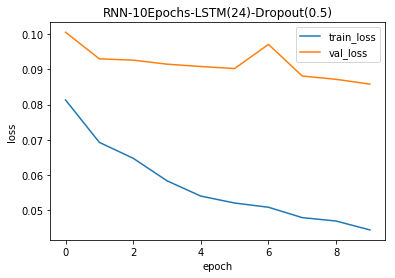 RNN-10Epochs-LSTM(24)-Dropout(0.5)
train_loss
val_loss
0.10
0.09
0.08
0.07
0.06
0.05
loss
0 2 4 6 8
epoch